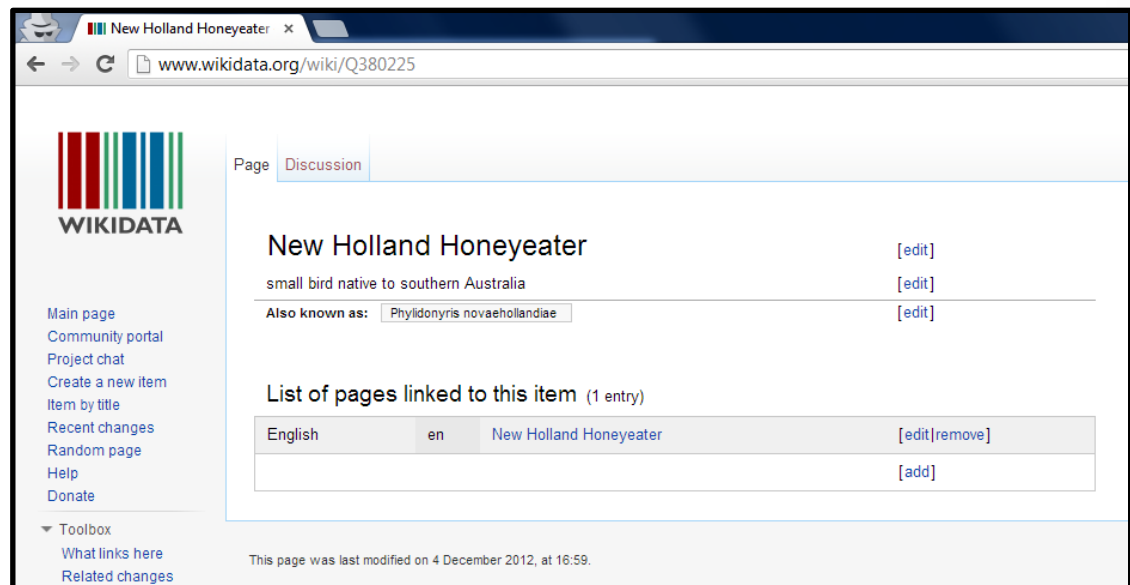 New Holland Honeyeater ×
www.wikidata.org/wiki/Q380225
WIKIDATA
Page Discussion
New Holland Honeyeater [edit]
small bird native to southern Australia [edit]
Also known as: Phylidonyris novaehollandiae [edit]
List of pages linked to this item (1 entry)
English en New Holland Honeyeater [edit|remove]
[add]
Main page
Community portal
Project chat
Create a new item
Item by title
Recent changes
Random page
Help
Donate
Toolbox
What links here
Related changes
This page was last modified on 4 December 2012, at 16:59.